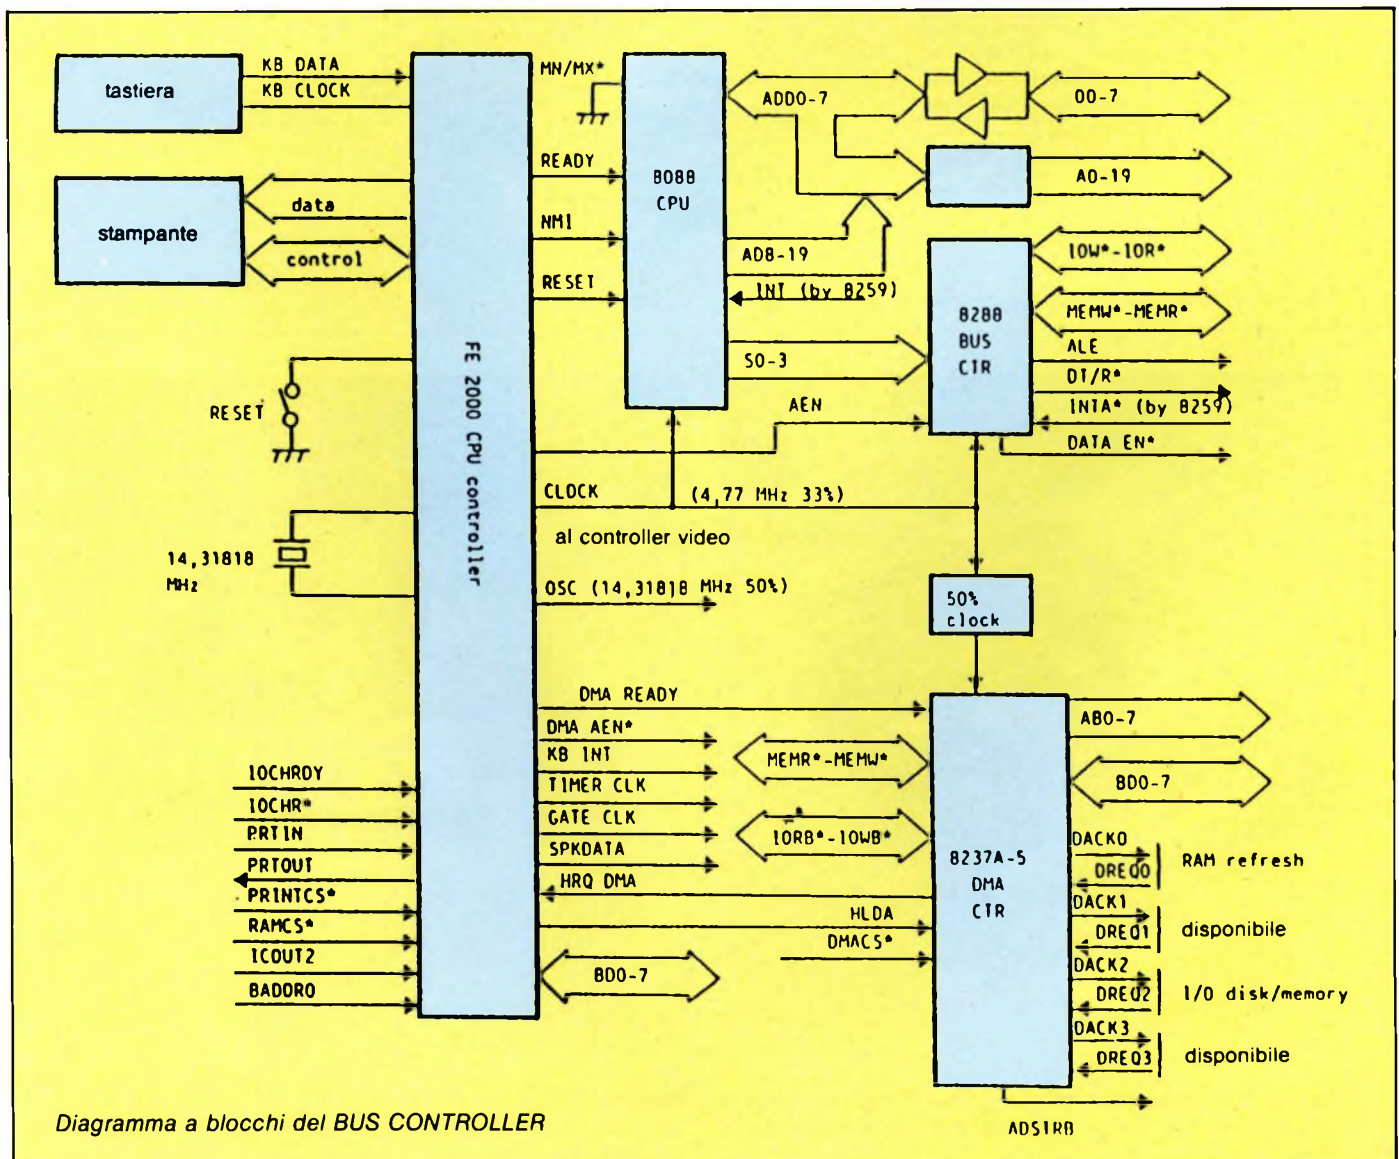 tastiera
KB DATA
KB CLOCK
stampante
data
control
RESET
14,31818
MHz
FE 2000 CPU controller
IOCHRDY
IOCHR*
PRTIN
PRTOUT
PRINTCS*
RAMCS*
ICOUT2
BADDR0
MN/MX*
READY
NMI
RESET
8088
CPU
ADD0-7
AD8-19
INT (by 8259)
S0-3
00-7
A0-19
8288
BUS
CTR
IOW*-IOR*
MEMW*-MEMR*
ALE
DT/R*
INTA* (by 8259)
DATA EN*
AEN
CLOCK
(4,77 MHz 33%)
al controller video
OSC (14,31818 MHz 50%)
50%
clock
DMA READY
DMA AEN*
KB INT
TIMER CLK
GATE CLK
SPKDATA
HRQ DMA
HLDA
DMACS*
BD0-7
MEMR*-MEMW*
IORB*-IOWB*
8237A-5
DMA
CTR
AB0-7
BD0-7
DACK0
DREQ0
RAM refresh
DACK1
DREQ1
disponibile
DACK2
DREQ2
I/O disk/memory
DACK3
DREQ3
disponibile
ADSTRB
Diagramma a blocchi del BUS CONTROLLER